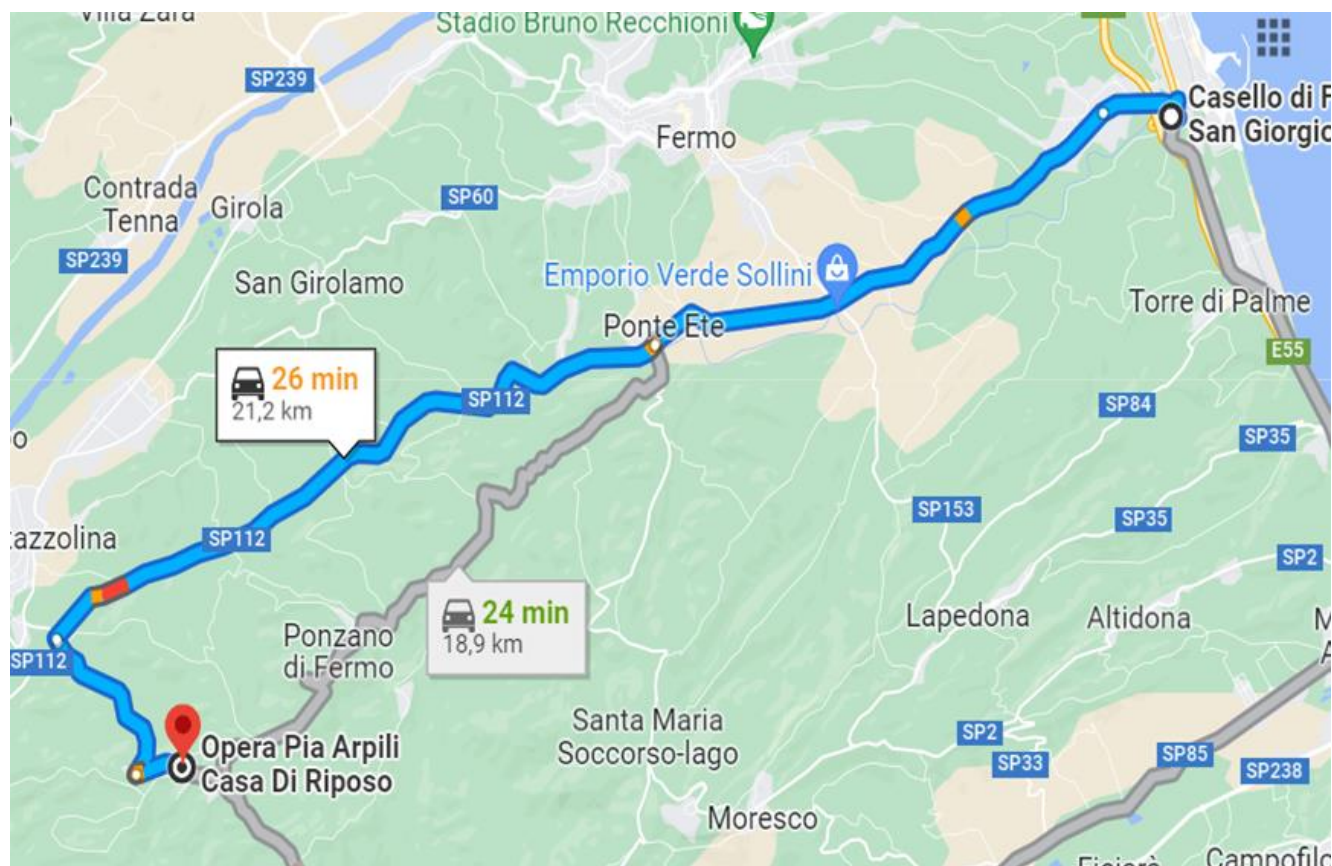 Villa Zara
Stadio Bruno Recchioni
SP239
Casello di F
San Giorgio
Fermo
Contrada
Tenna
Girola
SP60
SP239
San Girolamo
Emporio Verde Sollini
Torre di Palme
Ponte Ete
E55
26 min
21,2 km
SP112
SP84
SP35
SP153
SP35
SP112
tazzolina
SP2
24 min
18,9 km
Lapedona
Altidona
M
A
Ponzano
di Fermo
SP112
Santa Maria
Soccorso-lago
SP2
SP33
SP85
SP238
Opera Pia Arpili
Casa Di Riposo
Moresco
Campofilo